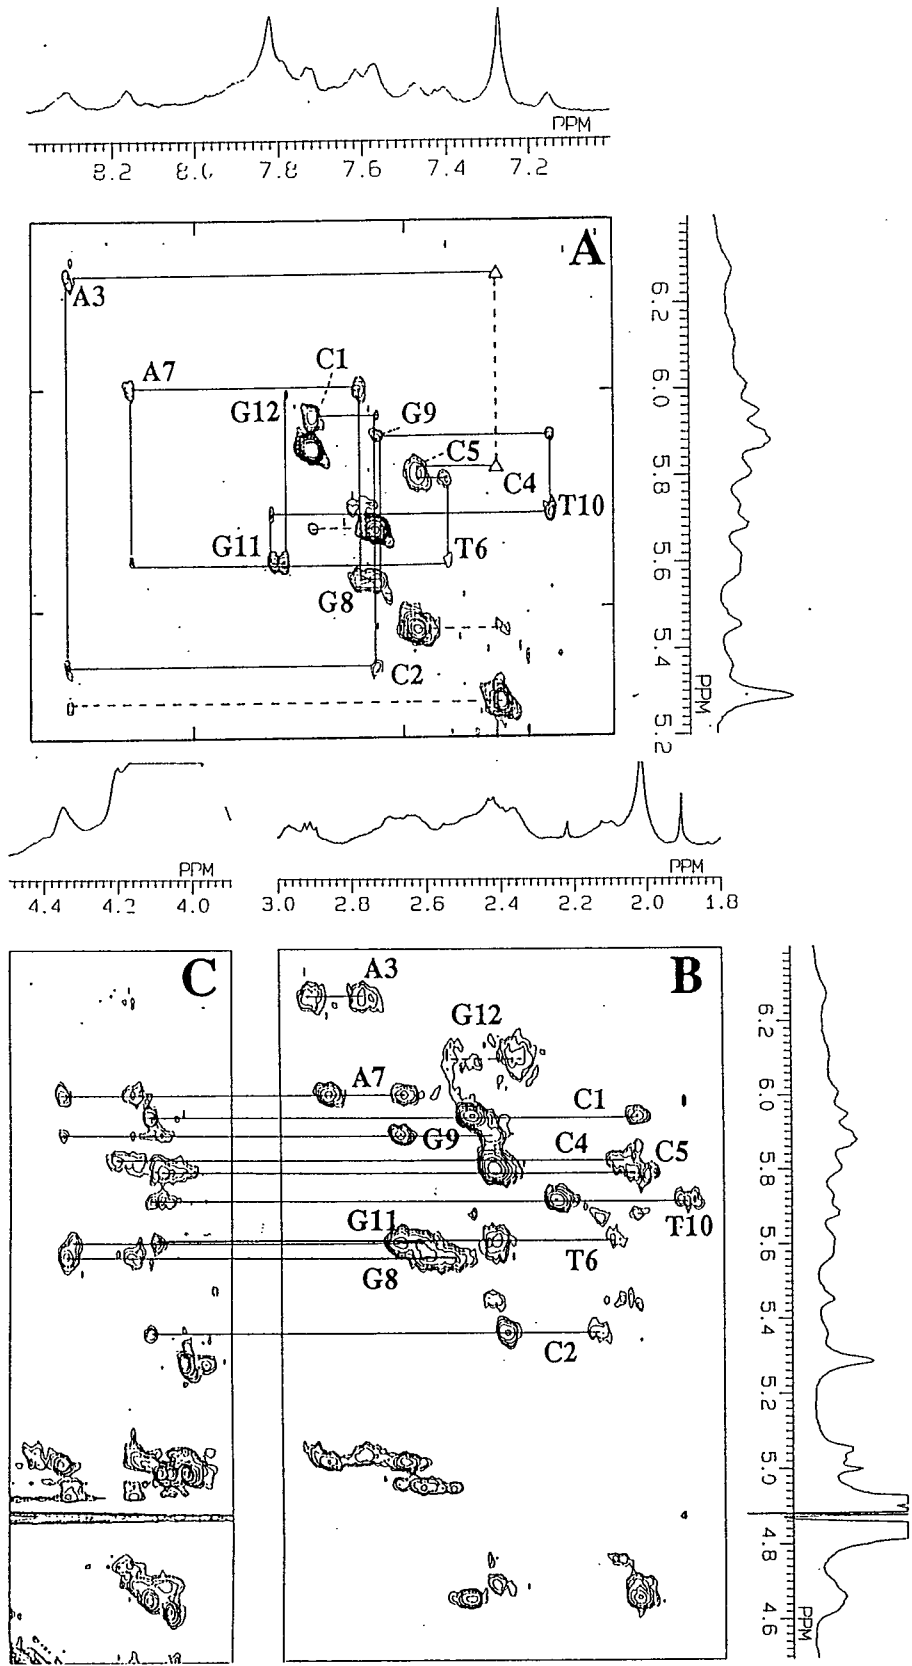 PPM
8.2 8.0 7.8 7.6 7.4 7.2
A
A3
A7
C1
G12
G9
C5
C4
T10
G11
T6
G8
C2
6.2 6.0 5.8 5.6 5.4 5.2
PPM
PPM
4.4 4.2 4.0
PPM
3.0 2.8 2.6 2.4 2.2 2.0 1.8
C
B
A3
G12
A7
C1
G9
C4
C5
G11
T10
T6
G8
C2
6.2 6.0 5.8 5.6 5.4 5.2 5.0 4.8 4.6
PPM